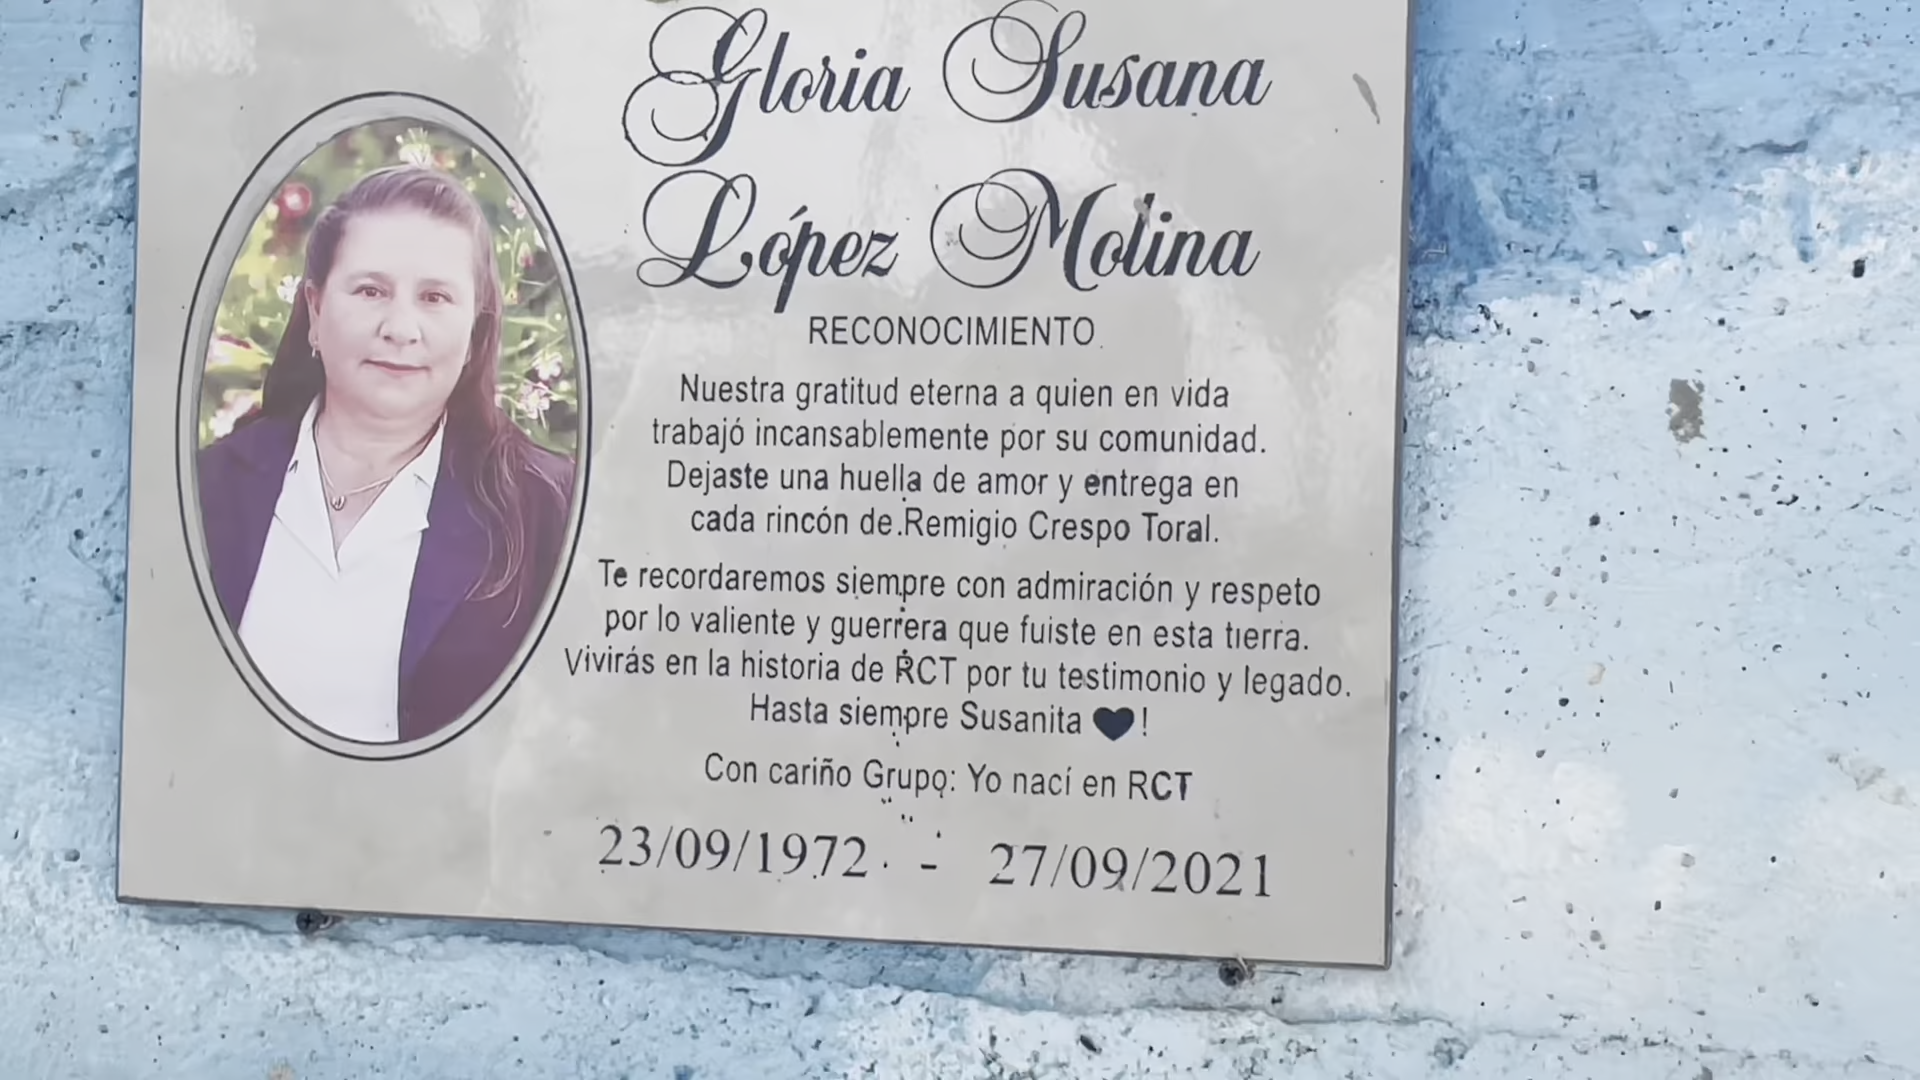 Gloria Susana
López Molina
RECONOCIMIENTO
Nuestra gratitud eterna a quien en vida
trabajó incansablemente por su comunidad.
Dejaste una huella de amor y entrega en
cada rincón de Remigio Crespo Toral.
Te recordaremos siempre con admiración y respeto
por lo valiente y guerrera que fuiste en esta tierra.
Vivirás en la historia de RCT por tu testimonio y legado.
Hasta siempre Susanita 🖤!
Con cariño Grupo: Yo nací en RCT
23/09/1972 - 27/09/2021